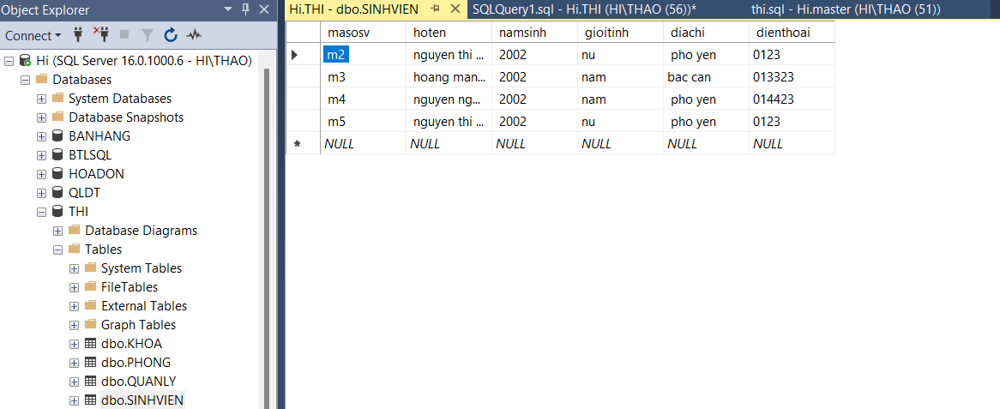 Object Explorer
Connect
Hi (SQL Server 16.0.1000.6 - HI\THAO)
Databases
System Databases
Database Snapshots
BANHANG
BTLSQL
HOADON
QLDT
THI
Database Diagrams
Tables
System Tables
FileTables
External Tables
Graph Tables
dbo.KHOA
dbo.PHONG
dbo.QUANLY
dbo.SINHVIEN
Hi.THI - dbo.SINHVIEN SQLQuery1.sql - Hi.THI (HI\THAO (56))* thi.sql - Hi.master (HI\THAO (51))
masosv hoten namsinh gioitinh diachi dienthoai
m2 nguyen thi ... 2002 nu pho yen 0123
m3 hoang man... 2002 nam bac can 013323
m4 nguyen ng... 2002 nam pho yen 014423
m5 nguyen thi ... 2002 nu pho yen 0123
* NULL NULL NULL NULL NULL NULL